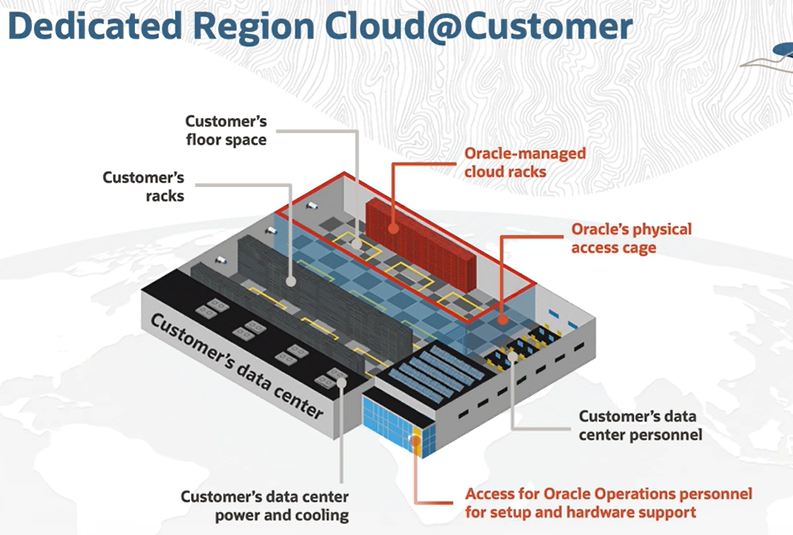 Dedicated Region Cloud@Customer
Customer's
floor space
Oracle-managed
cloud racks
Customer's
racks
Oracle's physical
access cage
Customer's data center
Customer's data
center personnel
Customer's data center
power and cooling
Access for Oracle Operations personnel
for setup and hardware support